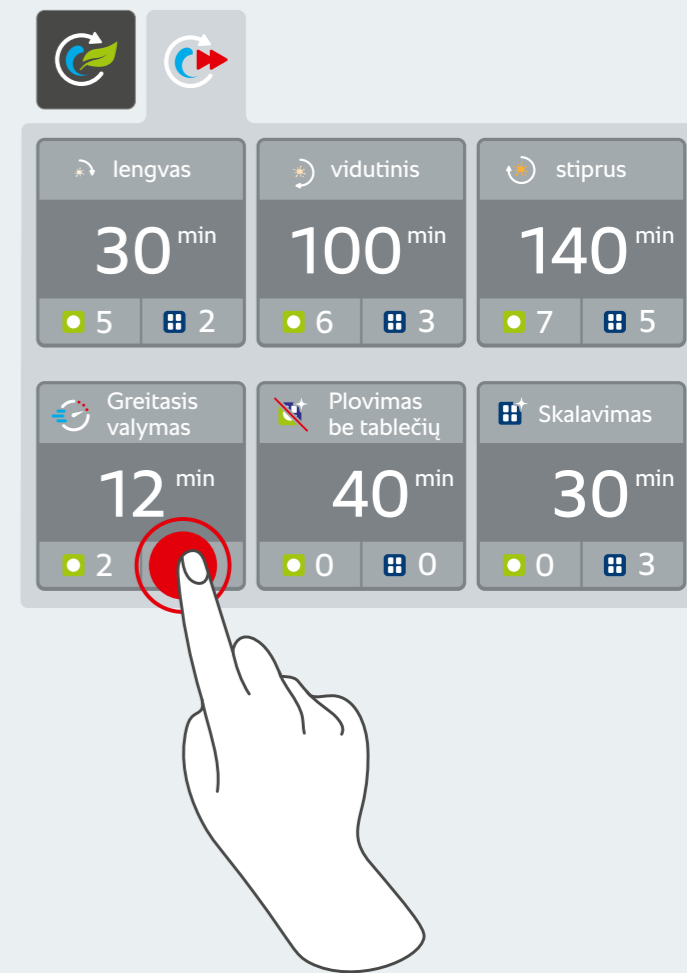 lengvas
vidutinis
stiprus
30 min
100 min
140 min
5
2
6
3
7
5
Greitasis
valymas
Plovimas
be tablečių
Skalavimas
12 min
40 min
30 min
2
0
0
0
3